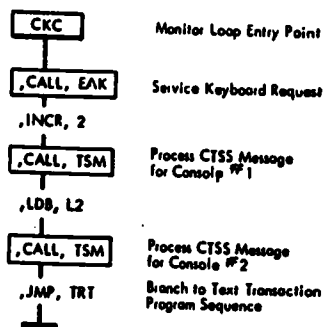 CKC Monitor Loop Entry Point
,CALL, EAK Service Keyboard Request
,INCR, 2
,CALL, TSM Process CTSS Message
for Console #1
,LDB, L2
,CALL, TSM Process CTSS Message
for Console #2
,JMP, TRT Branch to Text Transaction
Program Sequence